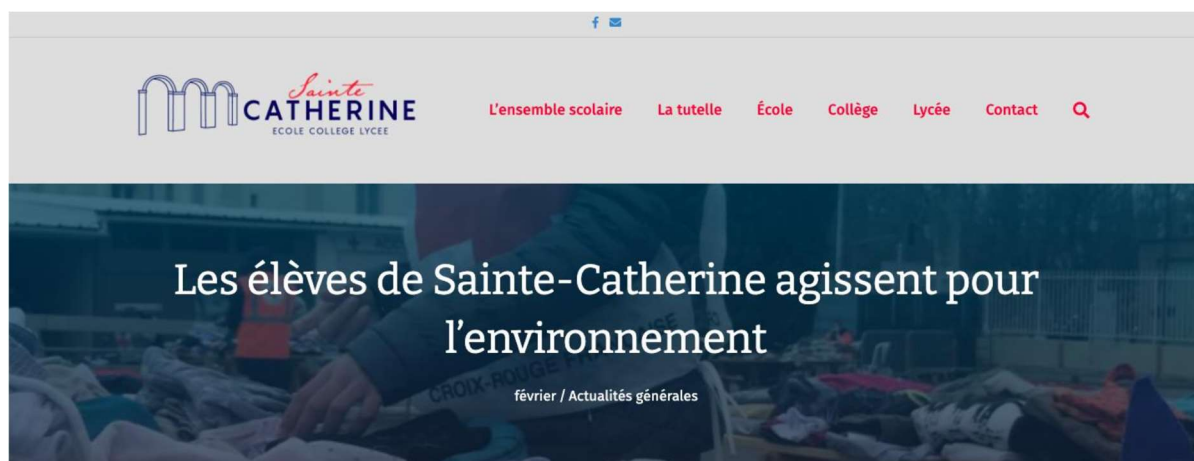 Sainte
CATHERINE
ECOLE COLLEGE LYCEE
L'ensemble scolaire La tutelle École Collège Lycée Contact
Les élèves de Sainte-Catherine agissent pour
l'environnement
CROIX-ROUGE FRANÇAISE
février / Actualités générales